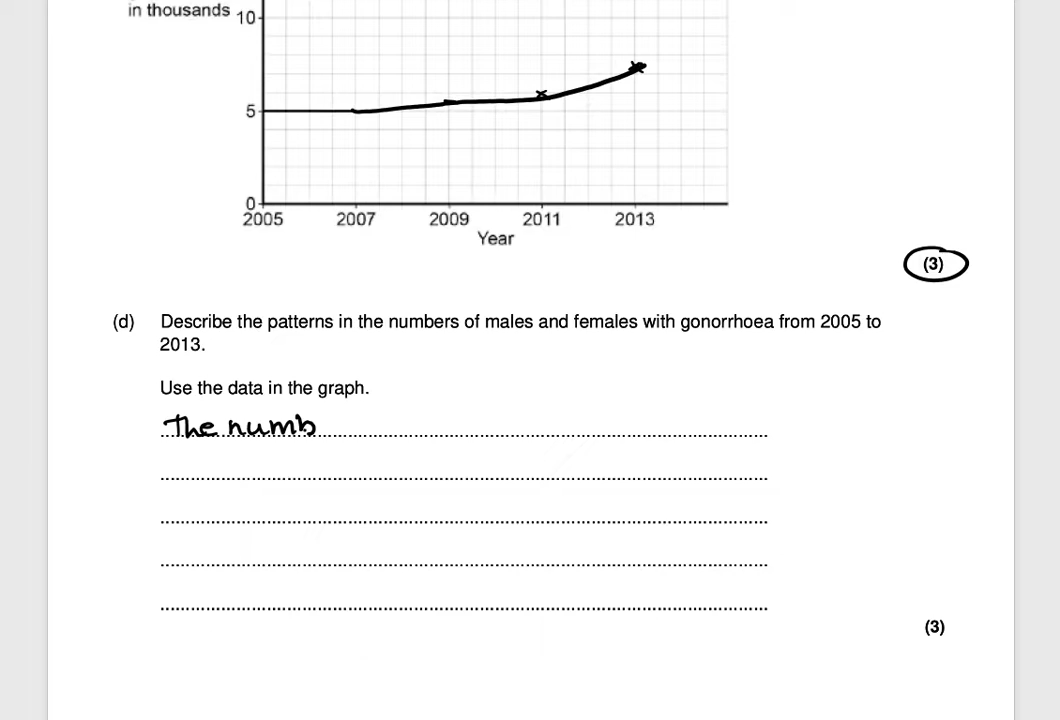 in thousands
10
5
0
2005 2007 2009 2011 2013
Year
(3)
(d) Describe the patterns in the numbers of males and females with gonorrhoea from 2005 to
2013.
Use the data in the graph.
The numb
(3)